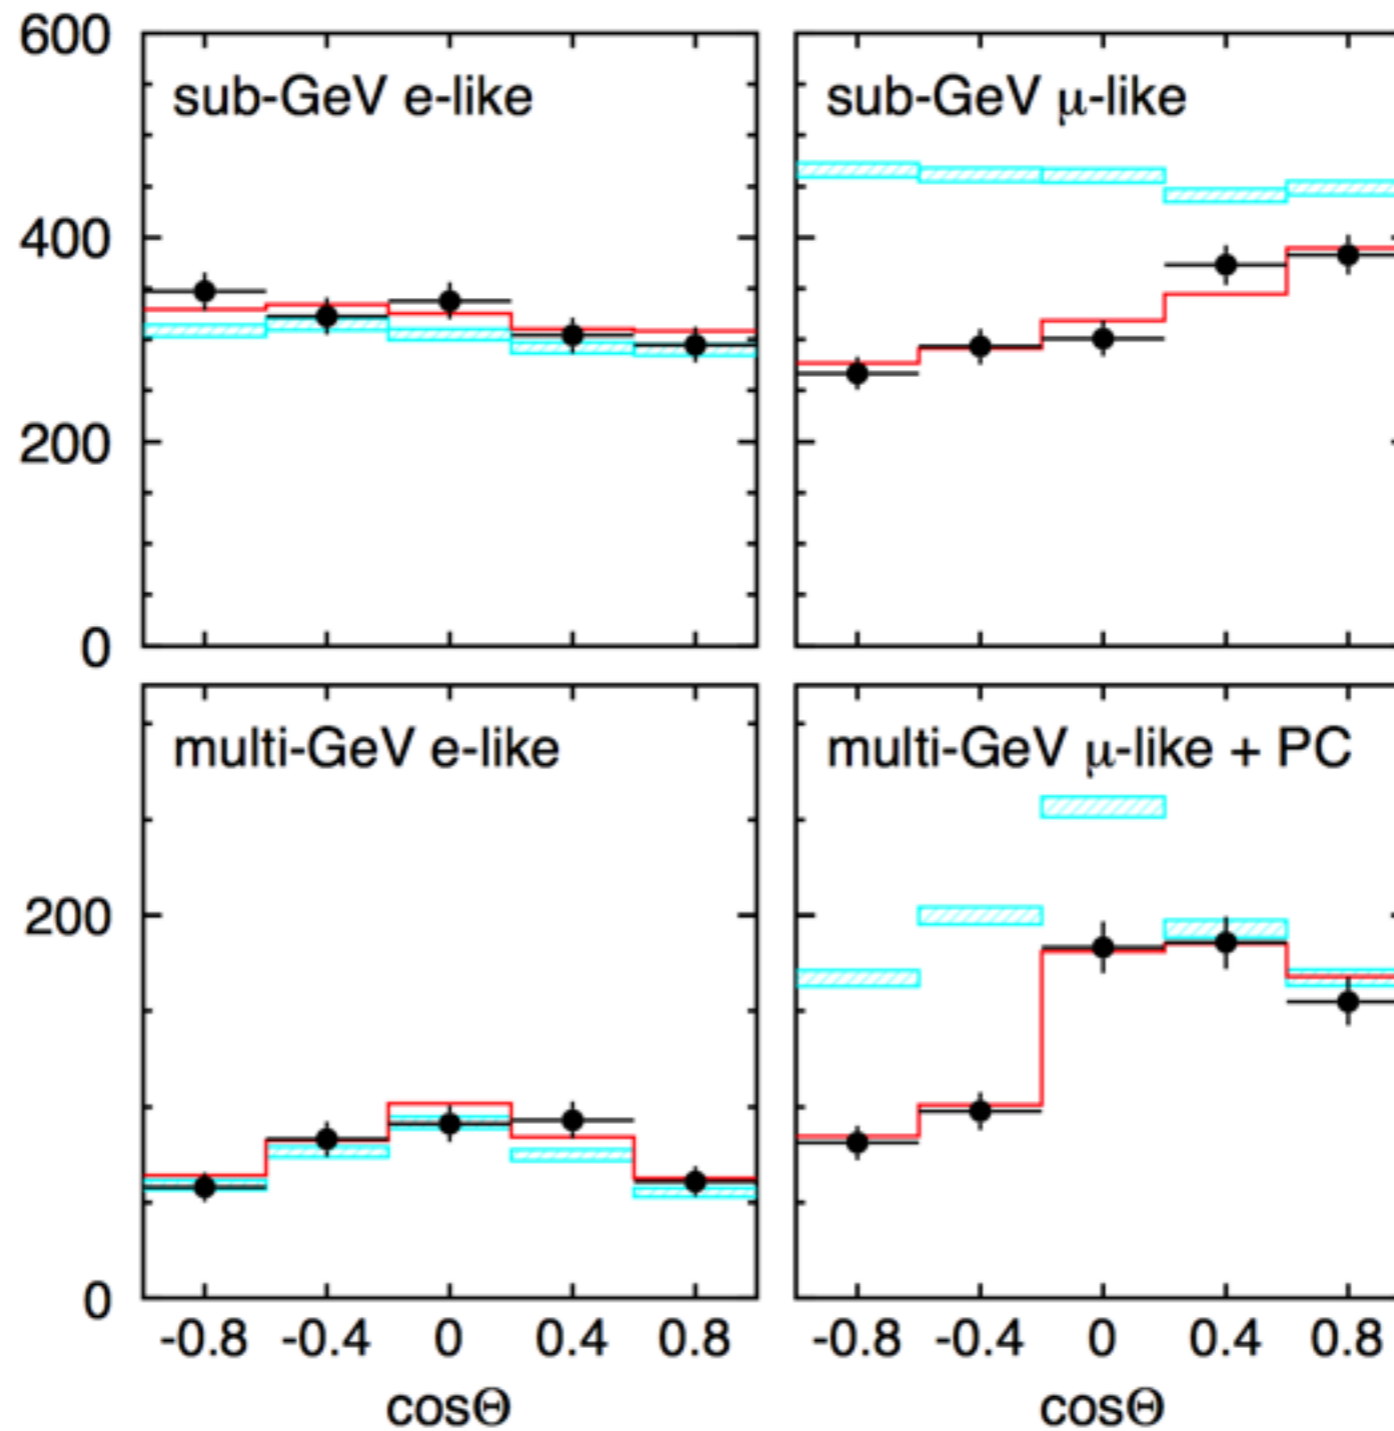 600
sub-GeV e-like
sub-GeV μ-like
400
200
0
multi-GeV e-like
multi-GeV μ-like + PC
200
0
-0.8 -0.4 0 0.4 0.8
-0.8 -0.4 0 0.4 0.8
cosΘ
cosΘ